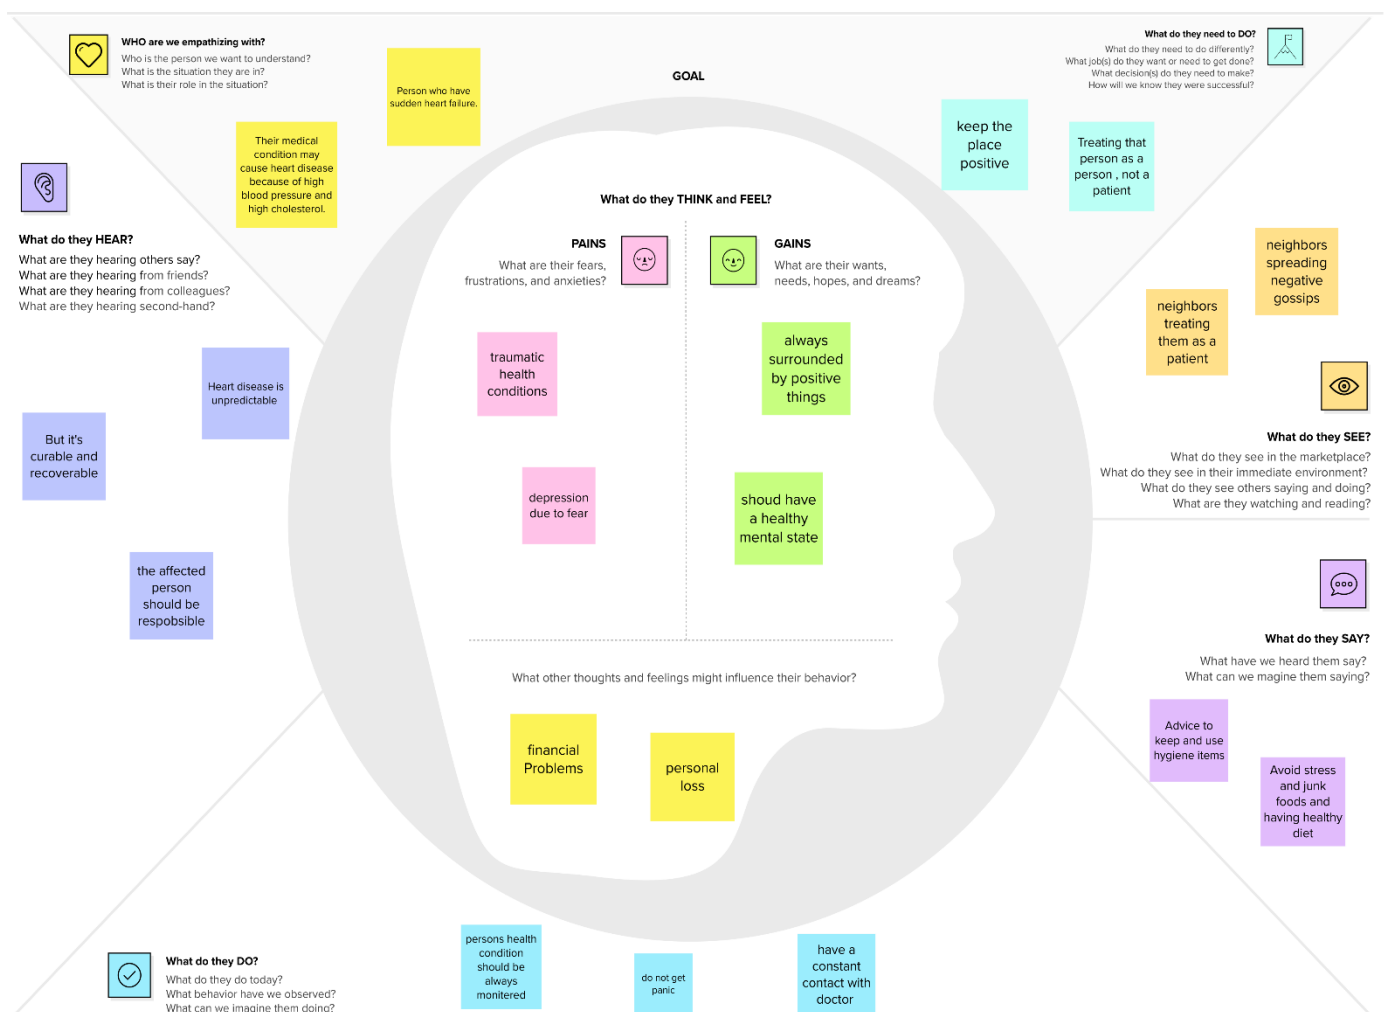 WHO are we empathizing with?
Who is the person we want to understand?
What is the situation they are in?
What is their role in the situation?
Person who have
sudden heart failure.
Their medical
condition may
cause heart disease
because of high
blood pressure and
high cholesterol.
GOAL
What do they need to DO?
What do they need to do differently?
What job(s) do they want or need to get done?
What decision(s) do they need to make?
How will we know they were successful?
keep the
place
positive
Treating that
person as a
person , not a
patient
What do they HEAR?
What are they hearing others say?
What are they hearing from friends?
What are they hearing from colleagues?
What are they hearing second-hand?
Heart disease is
unpredictable
But it's
curable and
recoverable
the affected
person
should be
respobsible
What do they THINK and FEEL?
PAINS
What are their fears,
frustrations, and anxieties?
traumatic
health
conditions
depression
due to fear
GAINS
What are their wants,
needs, hopes, and dreams?
always
surrounded
by positive
things
shoud have
a healthy
mental state
What other thoughts and feelings might influence their behavior?
financial
Problems
personal
loss
neighbors
spreading
negative
gossips
neighbors
treating
them as a
patient
What do they SEE?
What do they see in the marketplace?
What do they see in their immediate environment?
What do they see others saying and doing?
What are they watching and reading?
What do they SAY?
What have we heard them say?
What can we magine them saying?
Advice to
keep and use
hygiene items
Avoid stress
and junk
foods and
having healthy
diet
What do they DO?
What do they do today?
What behavior have we observed?
What can we imagine them doing?
persons health
condition
should be
always
monitered
do not get
panic
have a
constant
contact with
doctor